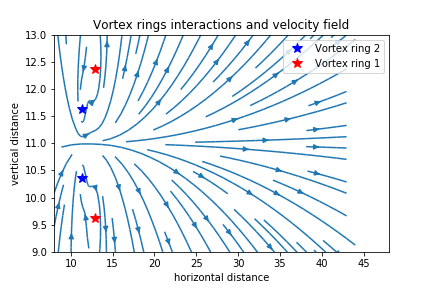 Vortex rings interactions and velocity field
Vortex ring 2
Vortex ring 1
vertical distance
13.0
12.5
12.0
11.5
11.0
10.5
10.0
9.5
9.0
10 15 20 25 30 35 40 45
horizontal distance